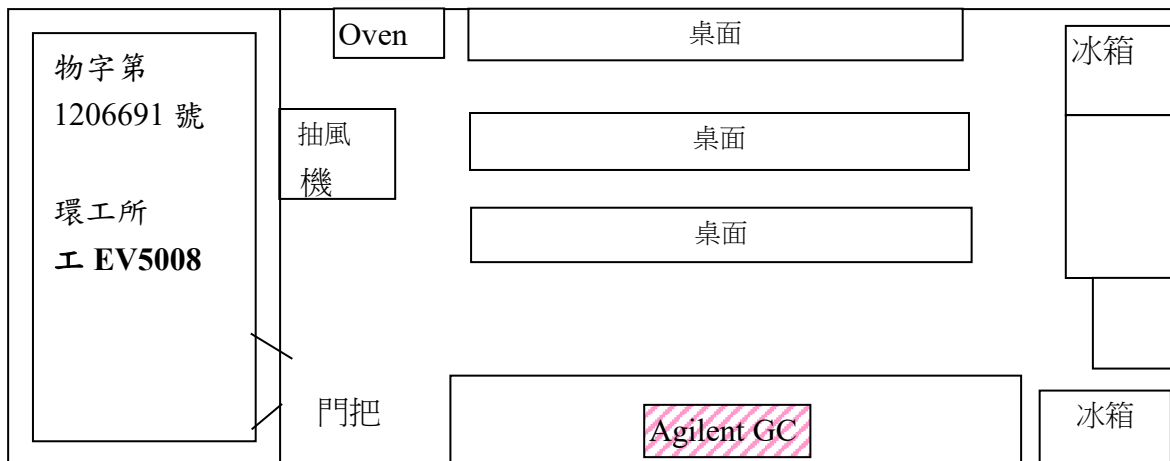 物字第
1206691 號
環工所
工 EV5008
Oven
桌面
冰箱
抽風
機
桌面
桌面
門把
Agilent GC
冰箱